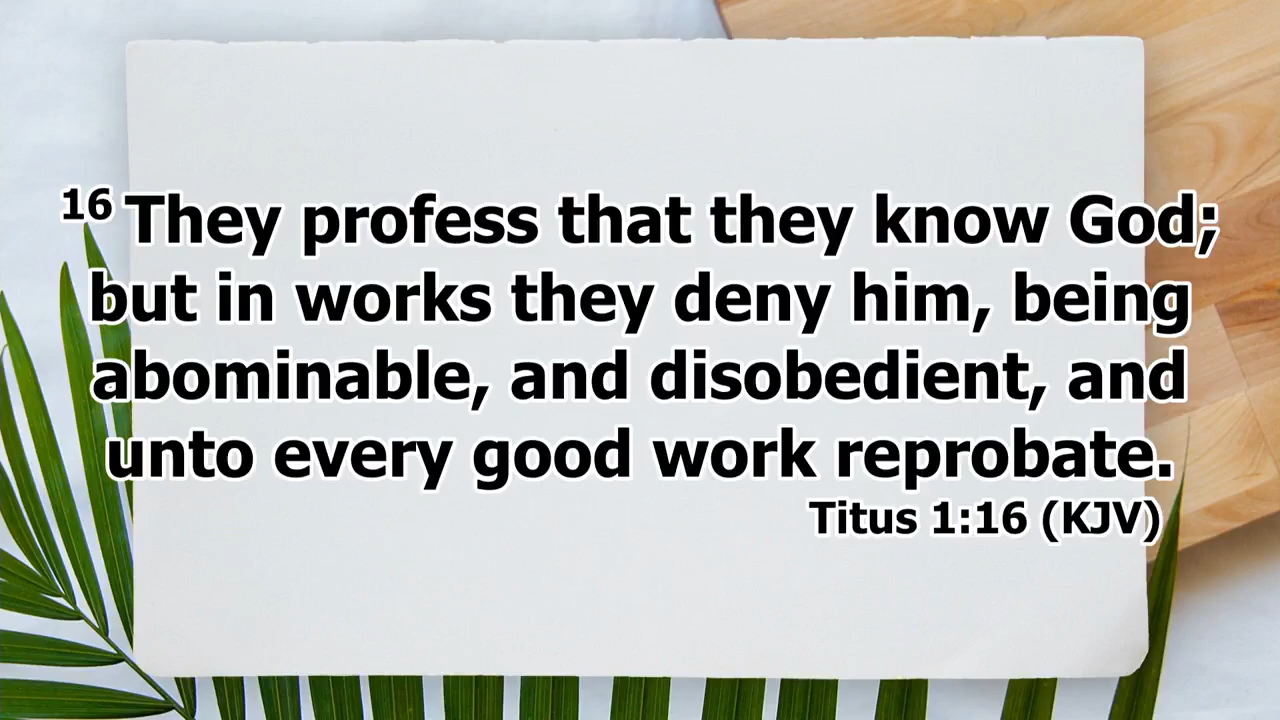 16 They profess that they know God;
but in works they deny him, being
abominable, and disobedient, and
unto every good work reprobate.
Titus 1:16 (KJV)